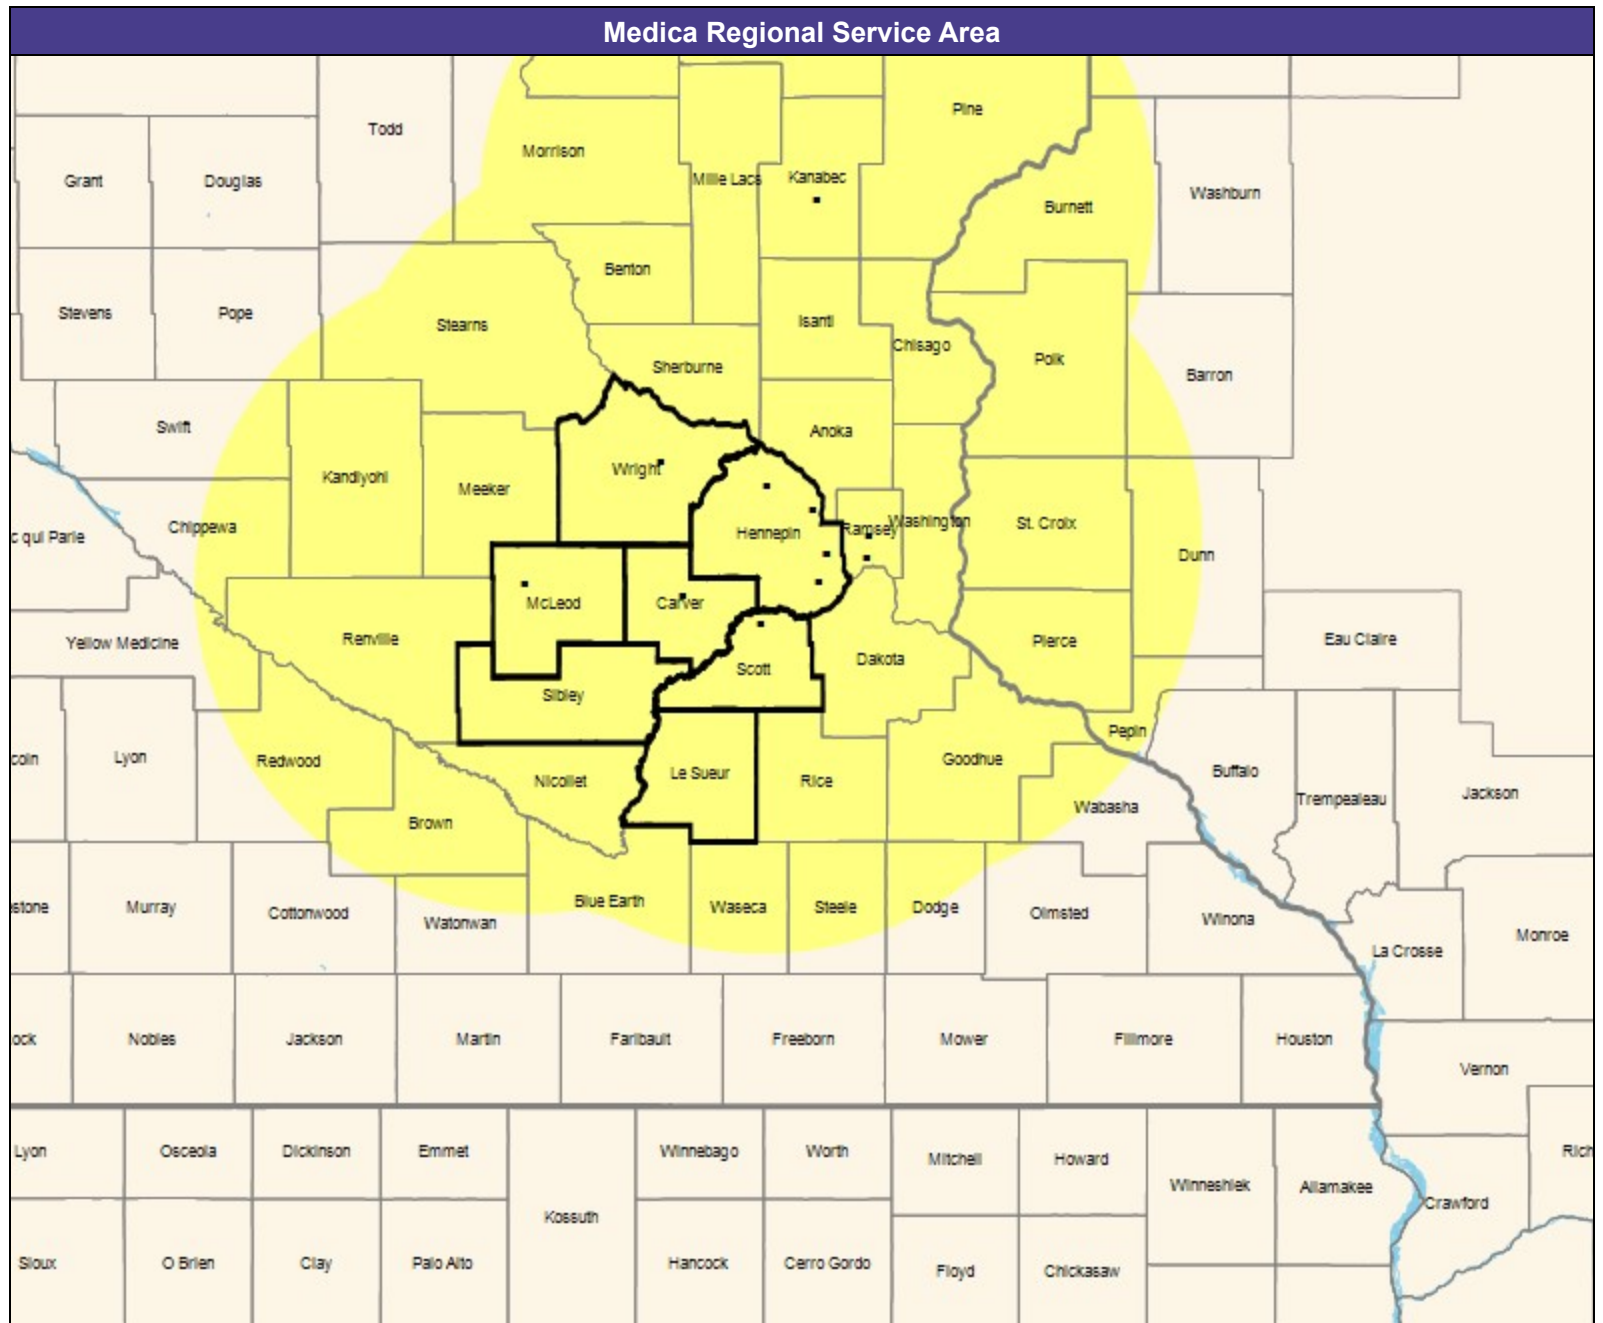 Medica Regional Service Area
Pine
Todd
Morrison
Mille Lacs
Kanabec
Grant
Douglas
Washburn
Burnett
Benton
Stevens
Pope
Stearns
Isanti
Chisago
Polk
Sherburne
Barron
Swift
Anoka
Wright
Kandiyohi
Meeker
Chippewa
Hennepin
Ramsey
Washington
St. Croix
c qui Parle
Dunn
McLeod
Carver
Yellow Medicine
Renville
Pierce
Eau Claire
Scott
Dakota
Sibley
Pepin
coln
Lyon
Redwood
Nicollet
Le Sueur
Rice
Goodhue
Buffalo
Trempealeau
Jackson
Brown
Wabasha
stone
Murray
Cottonwood
Watonwan
Blue Earth
Waseca
Steele
Dodge
Olmsted
Winona
La Crosse
Monroe
ock
Nobles
Jackson
Martin
Faribault
Freeborn
Mower
Fillmore
Houston
Vernon
Lyon
Osceola
Dickinson
Emmet
Winnebago
Worth
Mitchell
Howard
Rich
Winneshiek
Allamakee
Crawford
Kossuth
Sioux
O Brien
Clay
Palo Alto
Hancock
Cerro Gordo
Floyd
Chickasaw